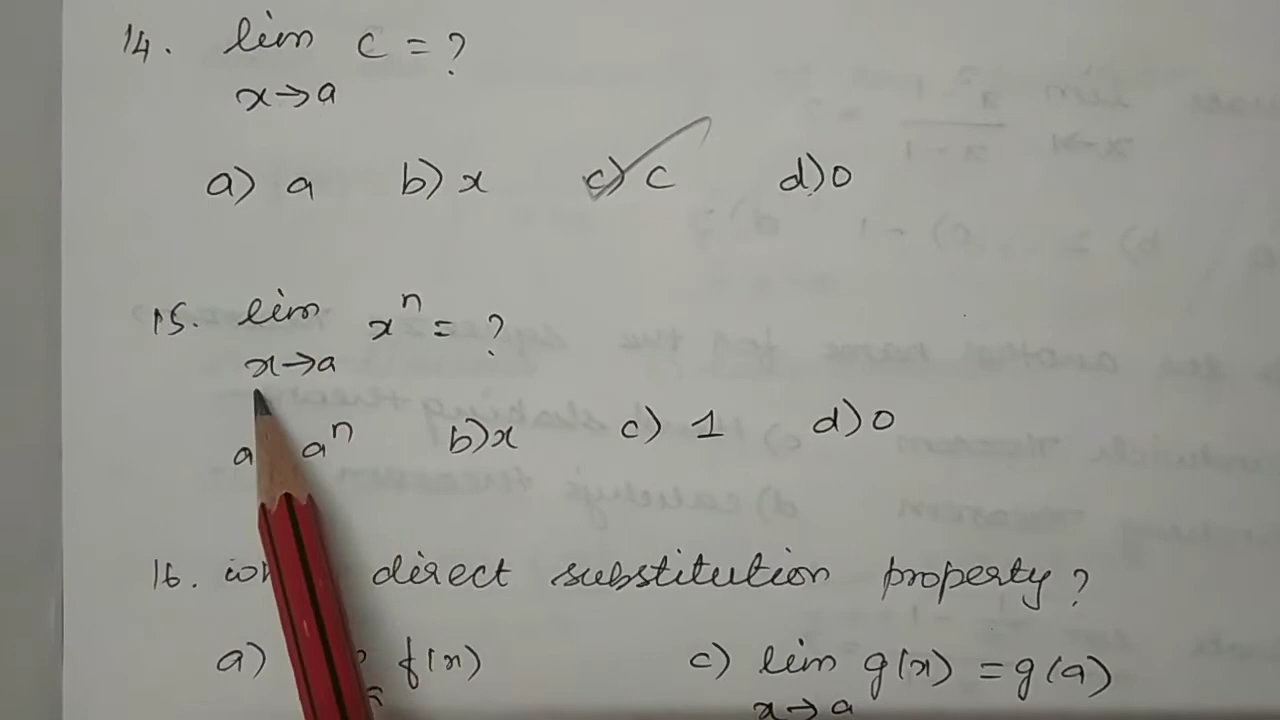 14. lim c = ?
x→a
a) a b) x c) c d) 0
15. lim xⁿ = ?
x→a
a aⁿ b) x c) 1 d) 0
16. direct substitution property ?
a) f(x) c) lim g(x) = g(a)
x→a